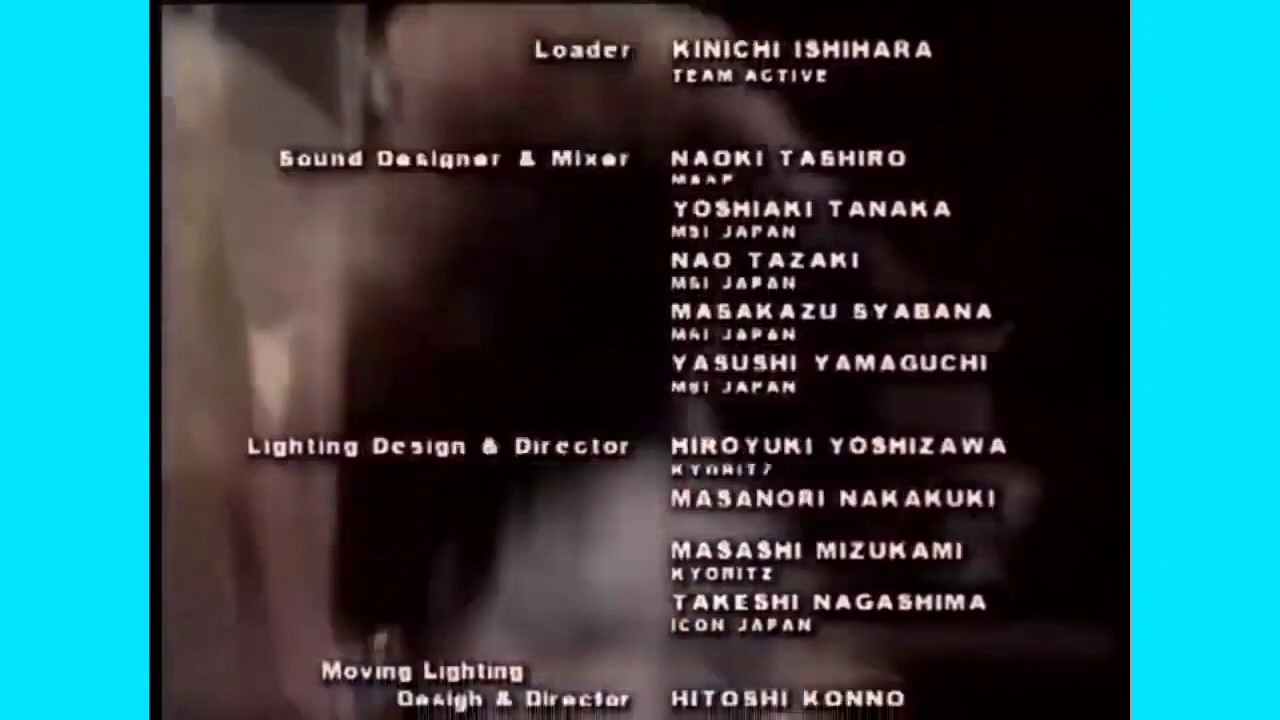 Loader KINICHI ISHIHARA
TEAM ACTIVE
Sound Designer & Mixer NAOKI TASHIRO
YOSHIAKI TANAKA
MSI JAPAN
NAO TAZAKI
MSI JAPAN
MASAKAZU SYABANA
MSI JAPAN
YASUSHI YAMAGUCHI
MSI JAPAN
Lighting Design & Director HIROYUKI YOSHIZAWA
KYORITZ
MASANORI NAKAKUKI
MASASHI MIZUKAMI
KYORITZ
TAKESHI NAGASHIMA
ICON JAPAN
Moving Lighting
Desigh & Director HITOSHI KONNO